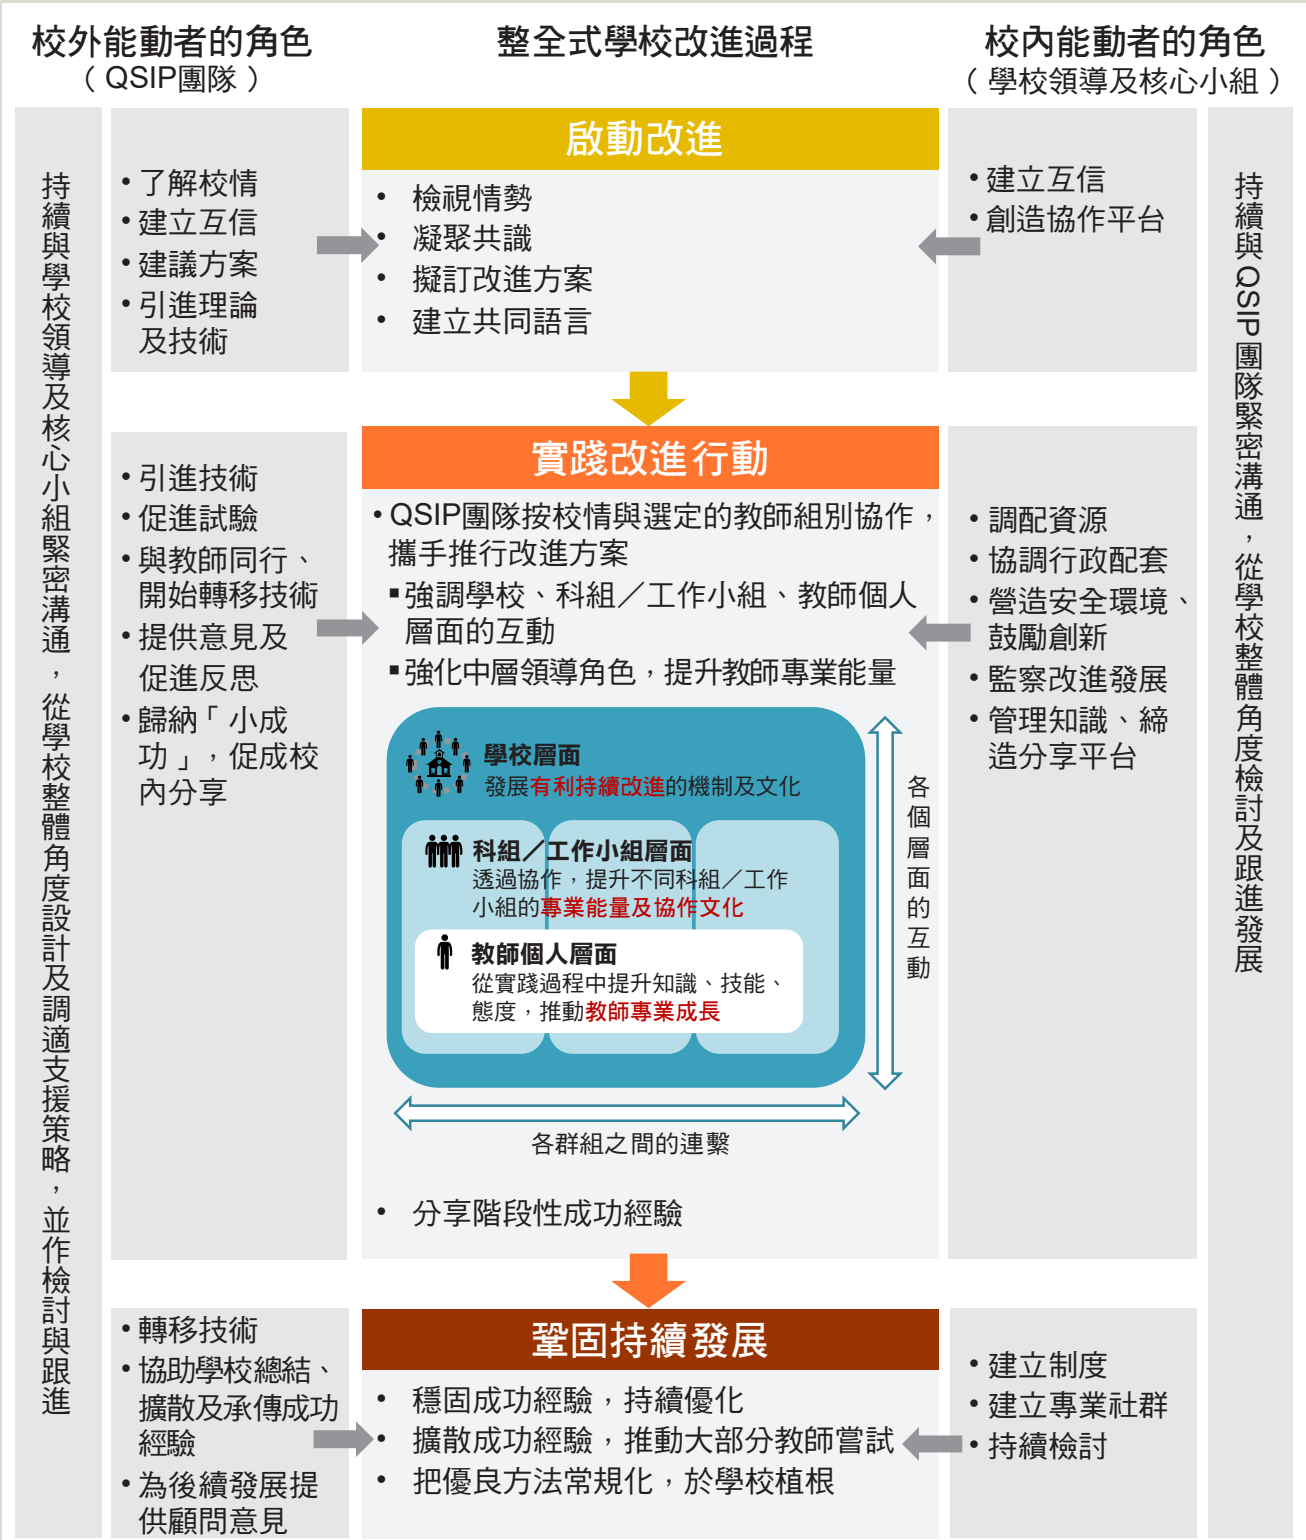 校外能動者的角色
（ QSIP團隊 ）
整全式學校改進過程
校內能動者的角色
（ 學校領導及核心小組 ）
持續與學校領導及核心小組緊密溝通，從學校整體角度設計及調適支援策略，並作檢討與跟進
• 了解校情
• 建立互信
• 建議方案
• 引進理論
及技術
啟動改進
• 檢視情勢
• 凝聚共識
• 擬訂改進方案
• 建立共同語言
• 建立互信
• 創造協作平台
持續與QSIP團隊緊密溝通，從學校整體角度檢討及跟進發展
• 引進技術
• 促進試驗
• 與教師同行、
開始轉移技術
• 提供意見及
促進反思
• 歸納「小成
功」，促成校
內分享
實踐改進行動
• QSIP團隊按校情與選定的教師組別協作，
攜手推行改進方案
▪ 強調學校、科組／工作小組、教師個人
層面的互動
▪ 強化中層領導角色，提升教師專業能量
學校層面
發展有利持續改進的機制及文化
科組／工作小組層面
透過協作，提升不同科組／工作
小組的專業能量及協作文化
教師個人層面
從實踐過程中提升知識、技能、
態度，推動教師專業成長
各個層面的互動
各群組之間的連繫
• 分享階段性成功經驗
• 調配資源
• 協調行政配套
• 營造安全環境、
鼓勵創新
• 監察改進發展
• 管理知識、締
造分享平台
• 轉移技術
• 協助學校總結、
擴散及承傳成功
經驗
• 為後續發展提
供顧問意見
鞏固持續發展
• 穩固成功經驗，持續優化
• 擴散成功經驗，推動大部分教師嘗試
• 把優良方法常規化，於學校植根
• 建立制度
• 建立專業社群
• 持續檢討